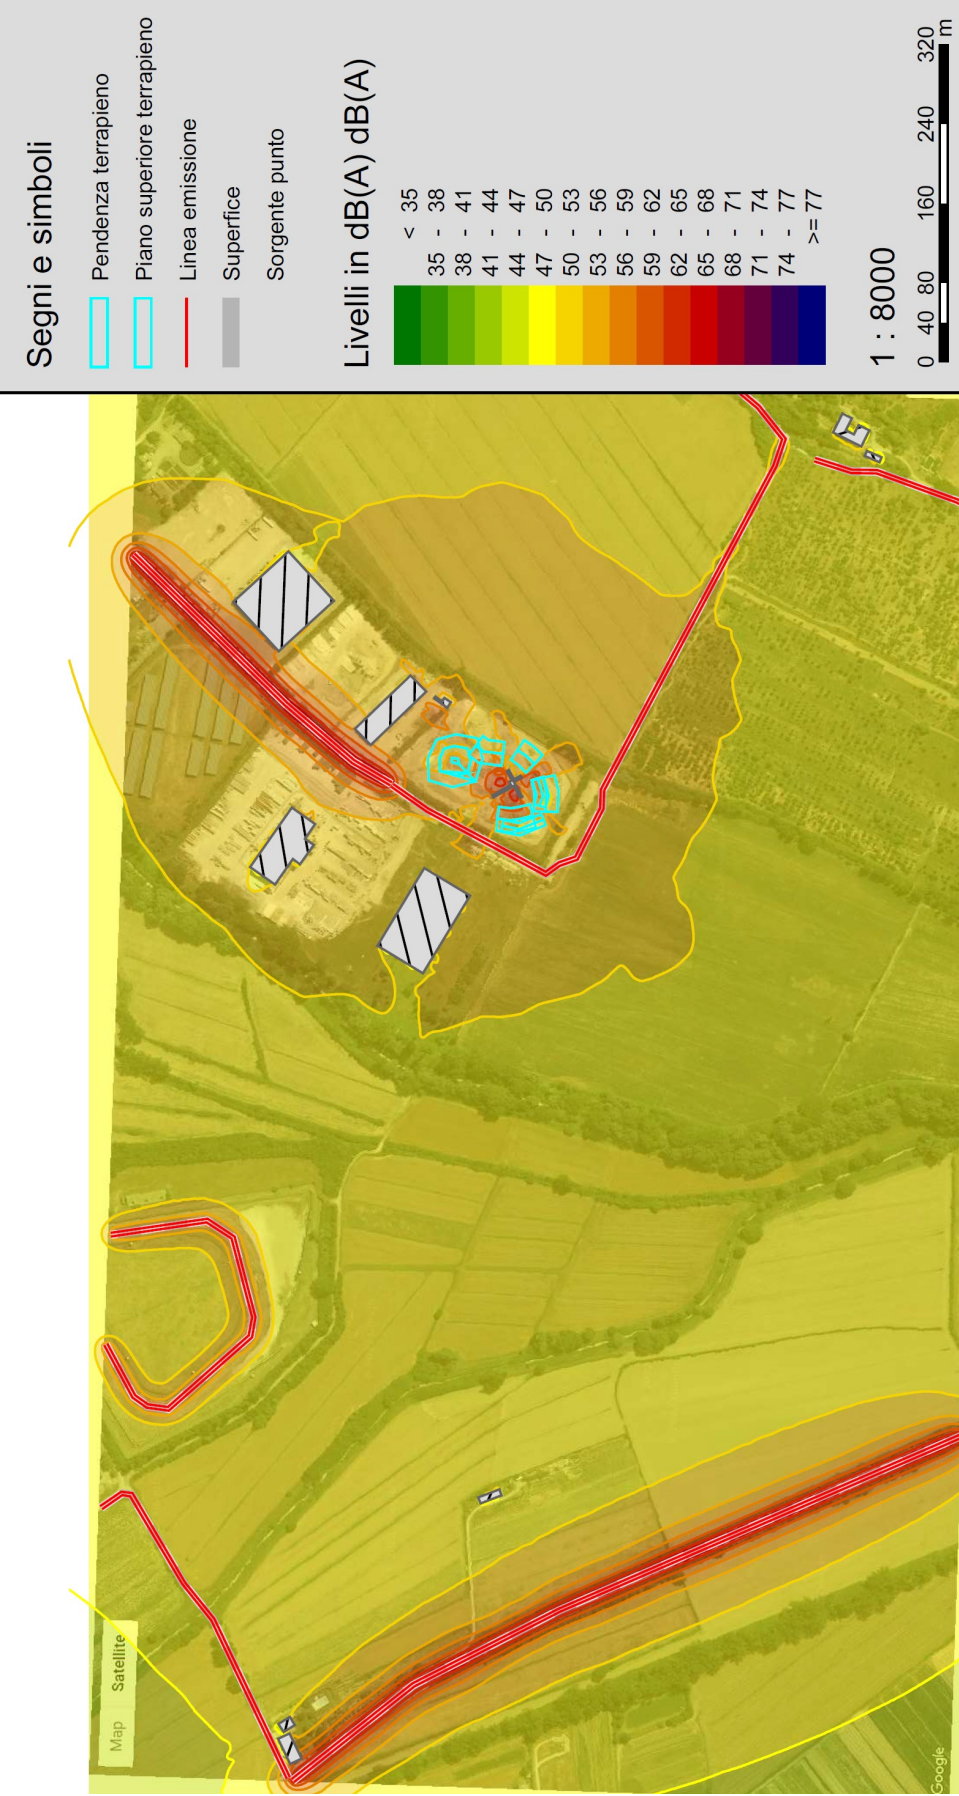 Segni e simboli
Pendenza terrapieno
Piano superiore terrapieno
Linea emissione
Superfice
Sorgente punto
Livelli in dB(A) dB(A)
< 35
35 - 38
38 - 41
41 - 44
44 - 47
47 - 50
50 - 53
53 - 56
56 - 59
59 - 62
62 - 65
65 - 68
68 - 71
71 - 74
74 - 77
>= 77
1 : 8000
0 40 80 160 240 320
m
Map Satellite
Google